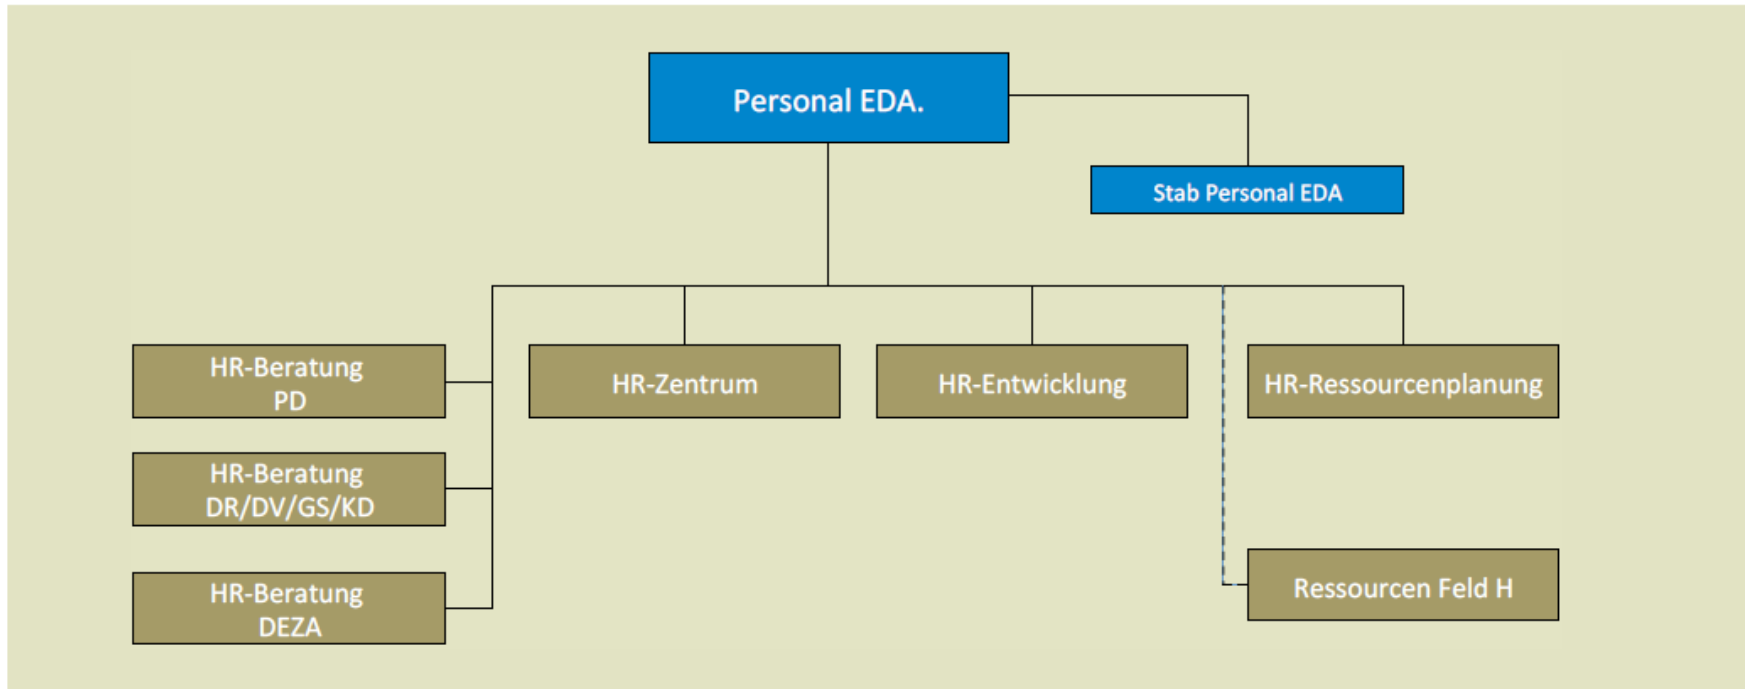 Personal EDA.
Stab Personal EDA
HR-Beratung
PD
HR-Zentrum
HR-Entwicklung
HR-Ressourcenplanung
HR-Beratung
DR/DV/GS/KD
HR-Beratung
DEZA
Ressourcen Feld H